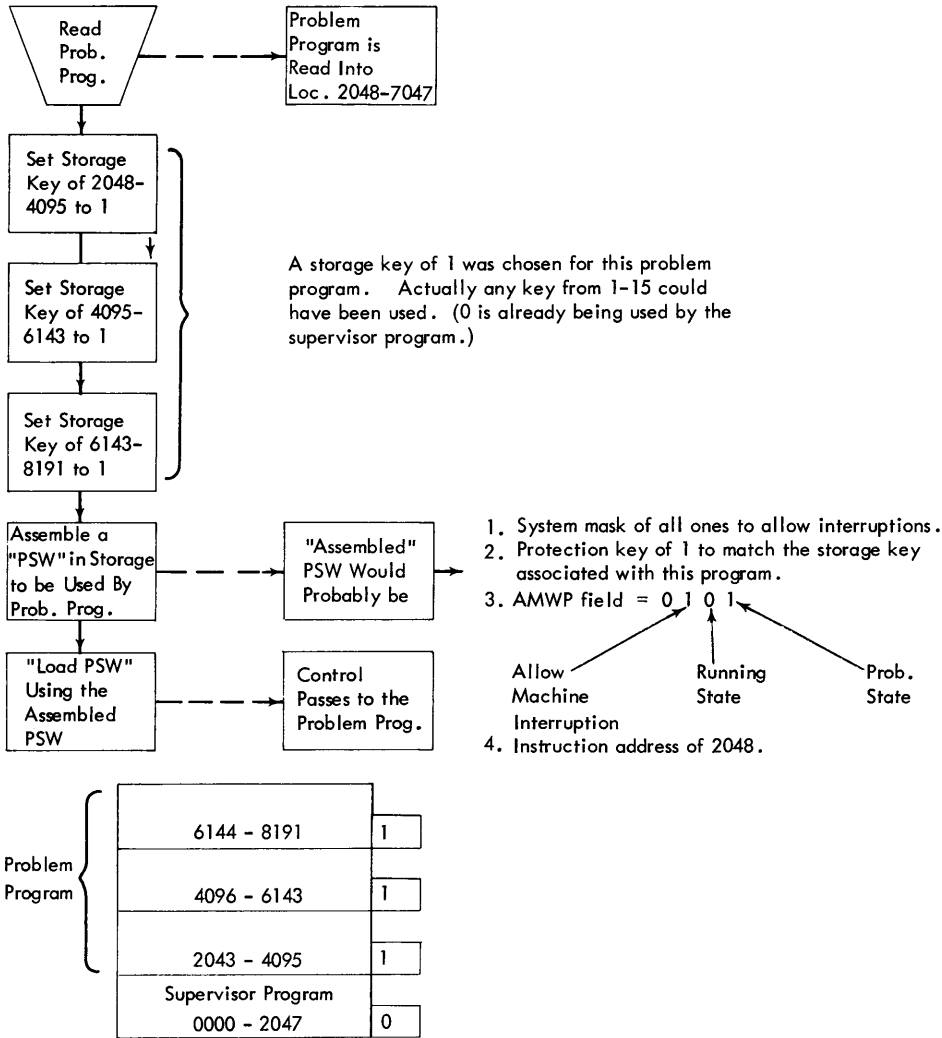 Read
Prob.
Prog.
Problem
Program is
Read Into
Loc. 2048-7047
Set Storage
Key of 2048-
4095 to 1
Set Storage
Key of 4095-
6143 to 1
Set Storage
Key of 6143-
8191 to 1
A storage key of 1 was chosen for this problem
program. Actually any key from 1-15 could
have been used. (0 is already being used by the
supervisor program.)
Assemble a
"PSW" in Storage
to be Used By
Prob. Prog.
"Assembled"
PSW Would
Probably be
1. System mask of all ones to allow interruptions.
2. Protection key of 1 to match the storage key
associated with this program.
3. AMWP field = 0 1 0 1
Allow
Machine
Interruption
Running
State
Prob.
State
4. Instruction address of 2048.
"Load PSW"
Using the
Assembled
PSW
Control
Passes to the
Problem Prog.
Problem
Program
6144 - 8191 1
4096 - 6143 1
2043 - 4095 1
Supervisor Program
0000 - 2047 0